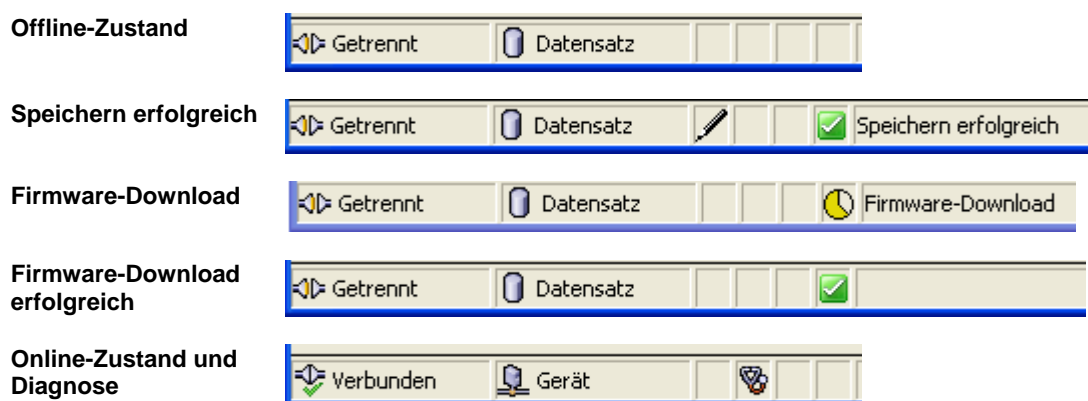 Offline-Zustand
Getrennt Datensatz
Speichern erfolgreich
Getrennt Datensatz Speichern erfolgreich
Firmware-Download
Getrennt Datensatz Firmware-Download
Firmware-Download
erfolgreich
Getrennt Datensatz
Online-Zustand und
Diagnose
Verbunden Gerät